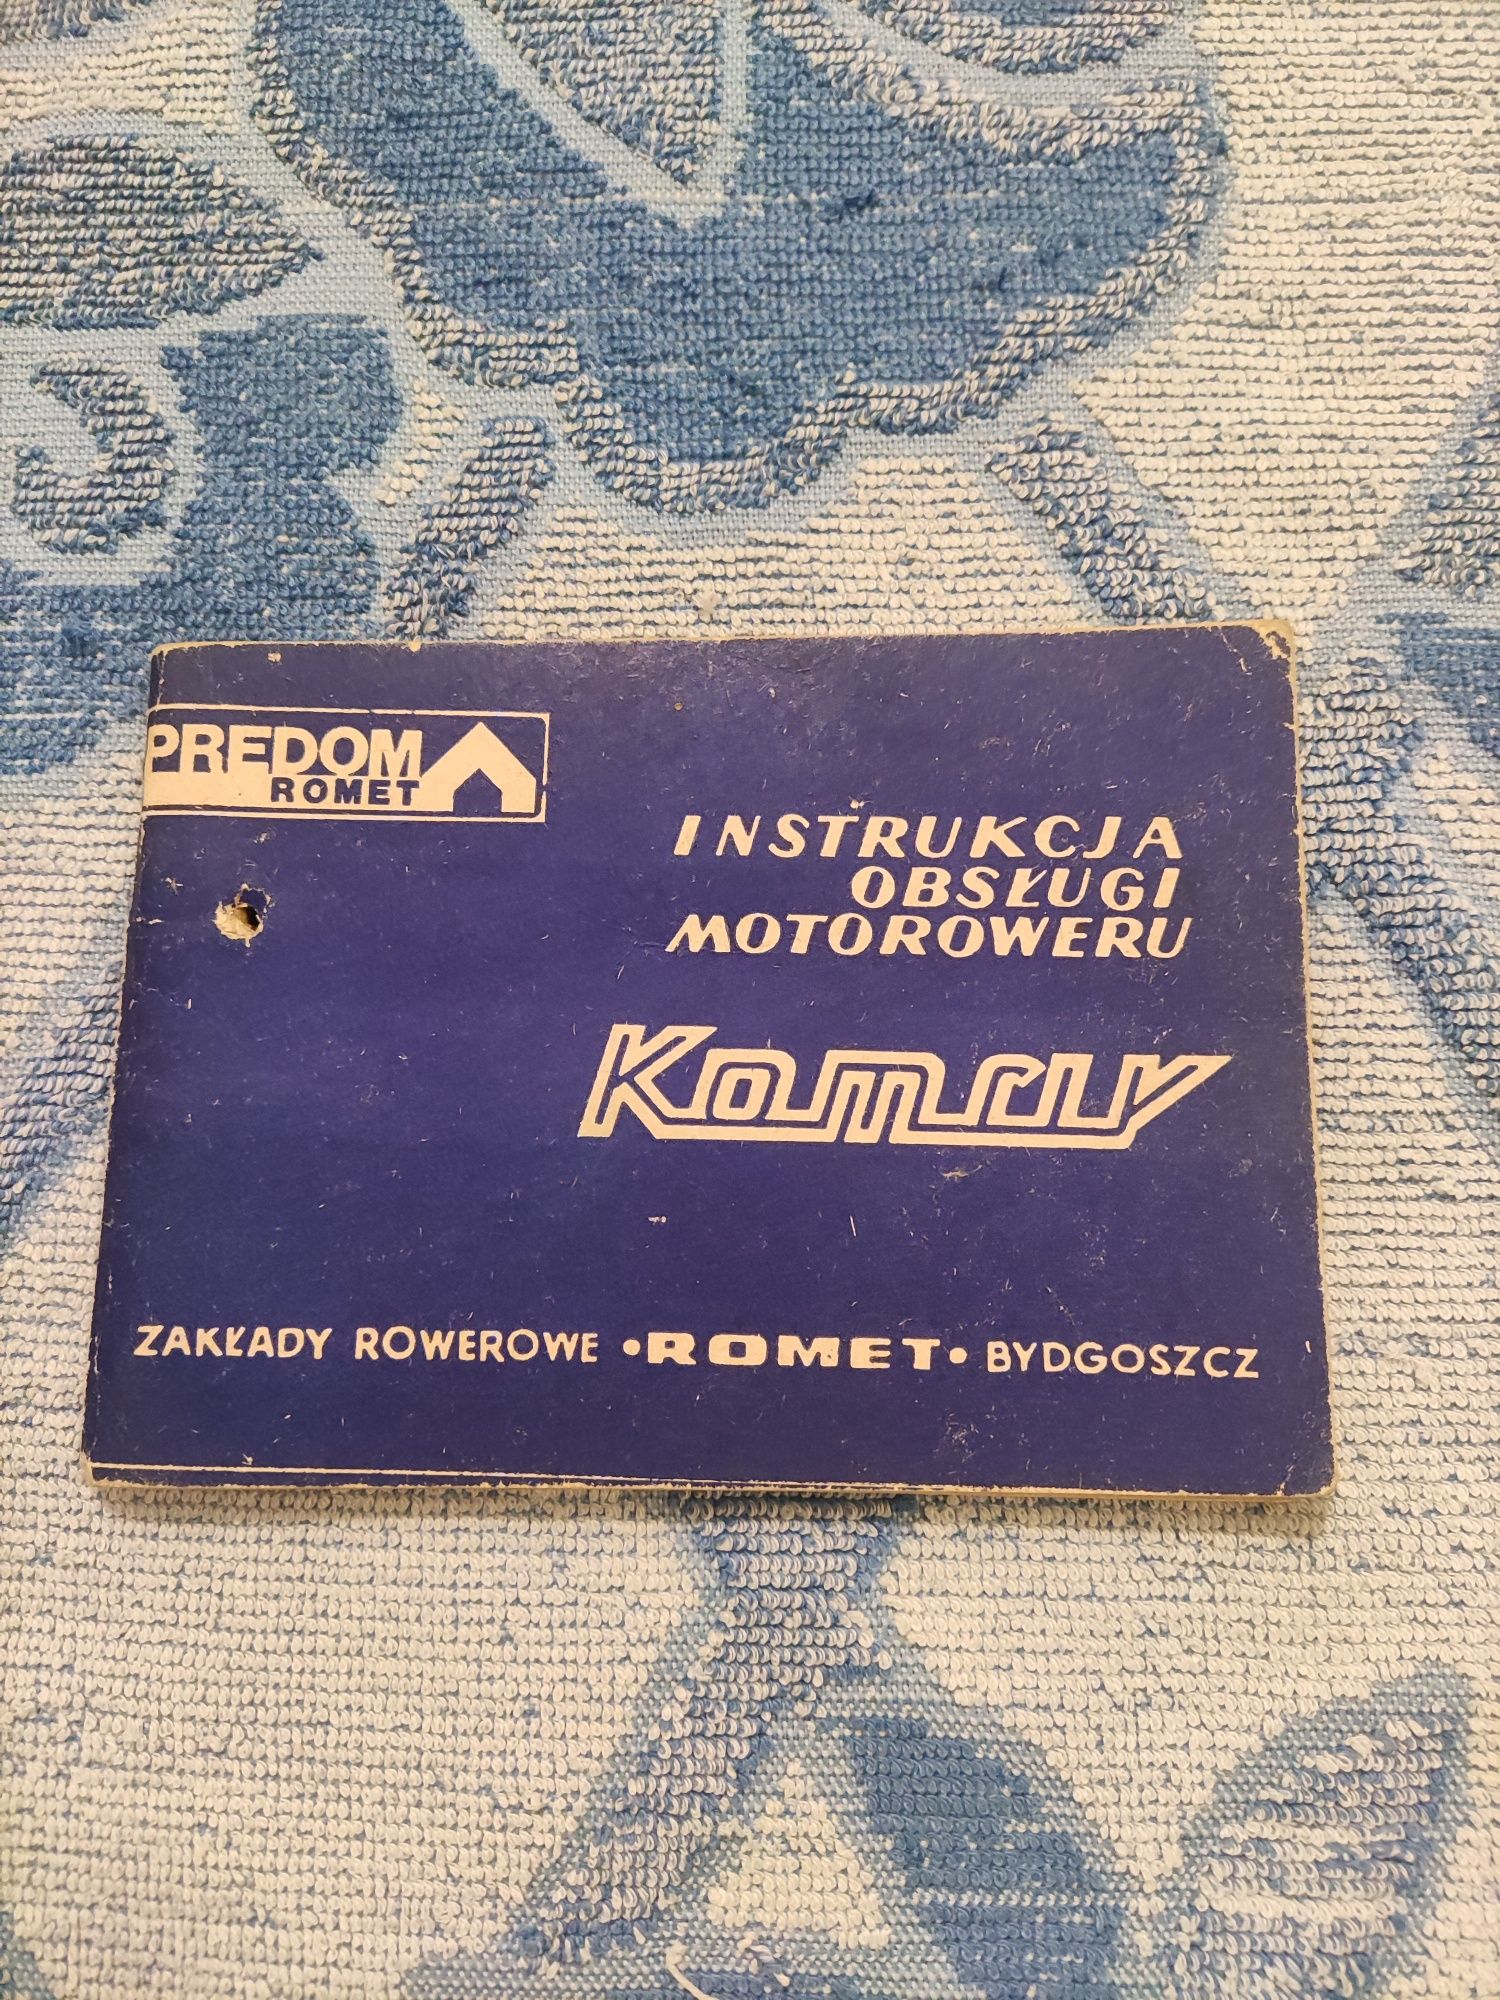 PREDOM
ROMET
INSTRUKCJA
OBSŁUGI
MOTOROWERU
Komar
ZAKŁADY ROWEROWE •ROMET• BYDGOSZCZ